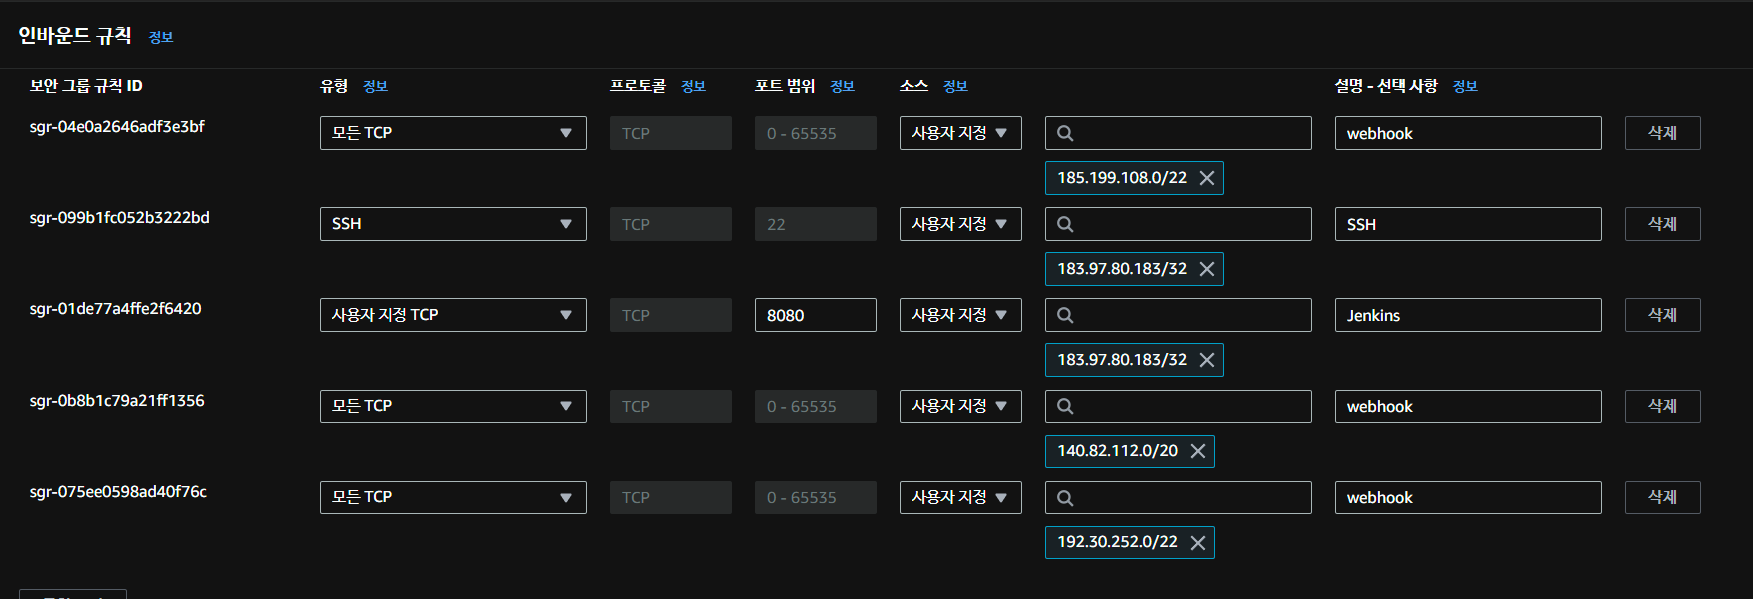 인바운드 규칙 정보
보안 그룹 규칙 ID 유형 정보 프로토콜 정보 포트 범위 정보 소스 정보 설명 - 선택 사항 정보
sgr-04e0a2646adf3e3bf 모든 TCP TCP 0 - 65535 사용자 지정 webhook 삭제
185.199.108.0/22
sgr-099b1fc052b3222bd SSH TCP 22 사용자 지정 SSH 삭제
183.97.80.183/32
sgr-01de77a4ffe2f6420 사용자 지정 TCP TCP 8080 사용자 지정 Jenkins 삭제
183.97.80.183/32
sgr-0b8b1c79a21ff1356 모든 TCP TCP 0 - 65535 사용자 지정 webhook 삭제
140.82.112.0/20
sgr-075ee0598ad40f76c 모든 TCP TCP 0 - 65535 사용자 지정 webhook 삭제
192.30.252.0/22